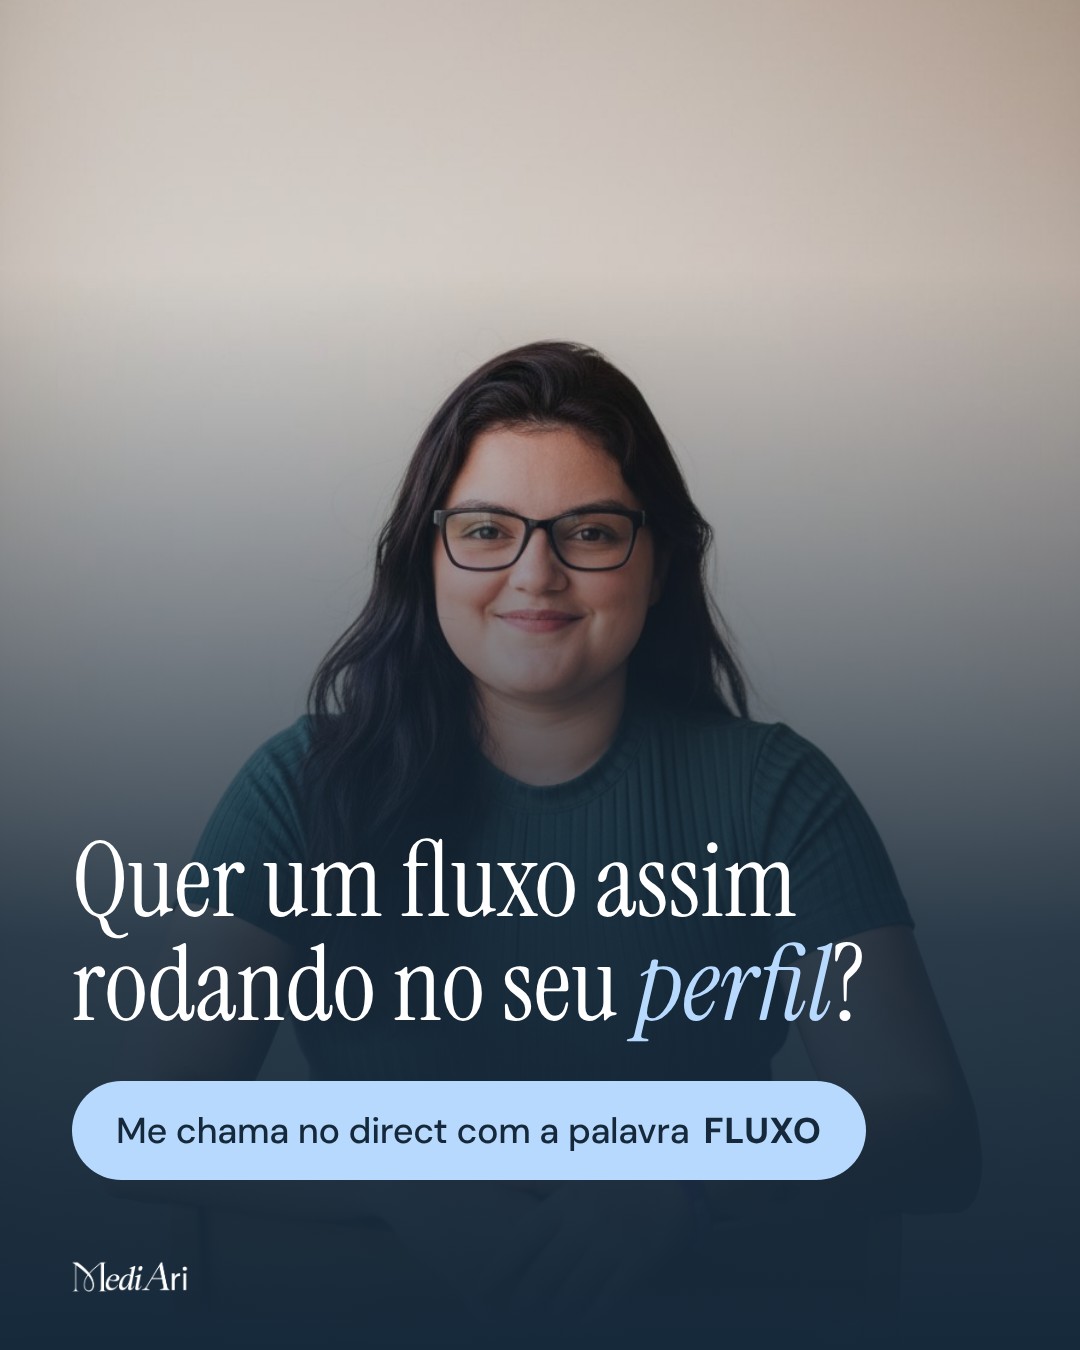 Quer um fluxo assim
rodando no seu perfil?
Me chama no direct com a palavra FLUXO
MediAri